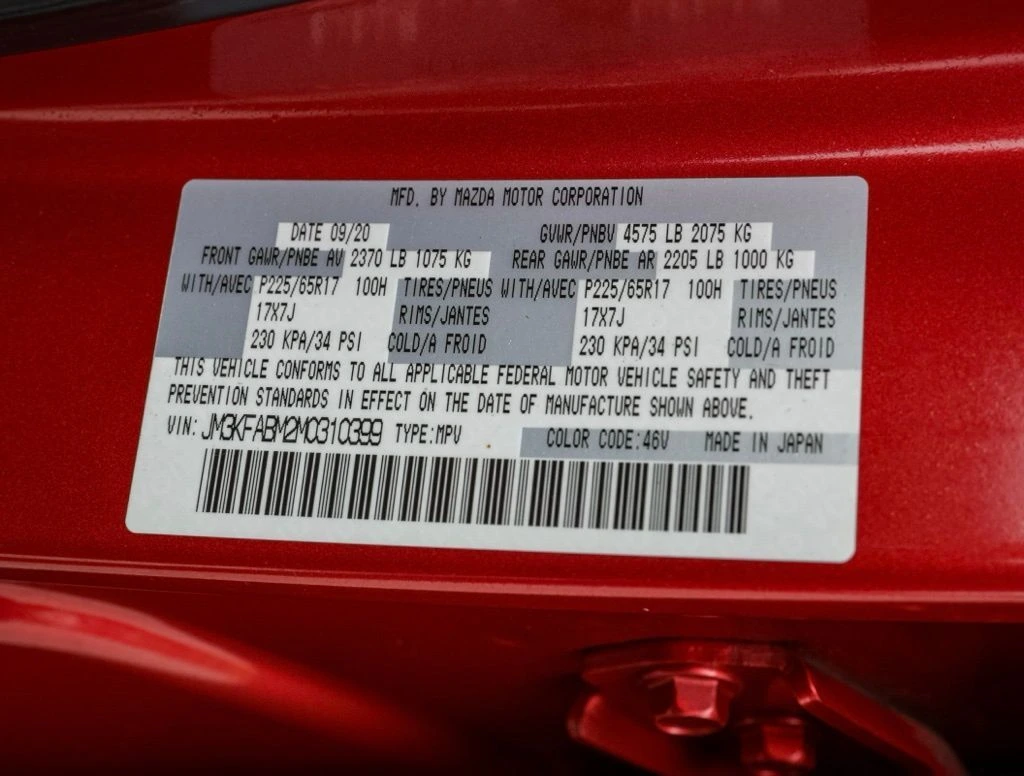 MFD. BY MAZDA MOTOR CORPORATION
DATE 09/20 GVWR/PNBV 4575 LB 2075 KG
FRONT GAWR/PNBE AV 2370 LB 1075 KG REAR GAWR/PNBE AR 2205 LB 1000 KG
WITH/AVEC P225/65R17 100H TIRES/PNEUS WITH/AVEC P225/65R17 100H TIRES/PNEUS
17X7J RIMS/JANTES 17X7J RIMS/JANTES
230 KPA/34 PSI COLD/A FROID 230 KPA/34 PSI COLD/A FROID
THIS VEHICLE CONFORMS TO ALL APPLICABLE FEDERAL MOTOR VEHICLE SAFETY AND THEFT
PREVENTION STANDARDS IN EFFECT ON THE DATE OF MANUFACTURE SHOWN ABOVE.
VIN: JM3KFABM2M0310399 TYPE:MPV COLOR CODE:46V MADE IN JAPAN